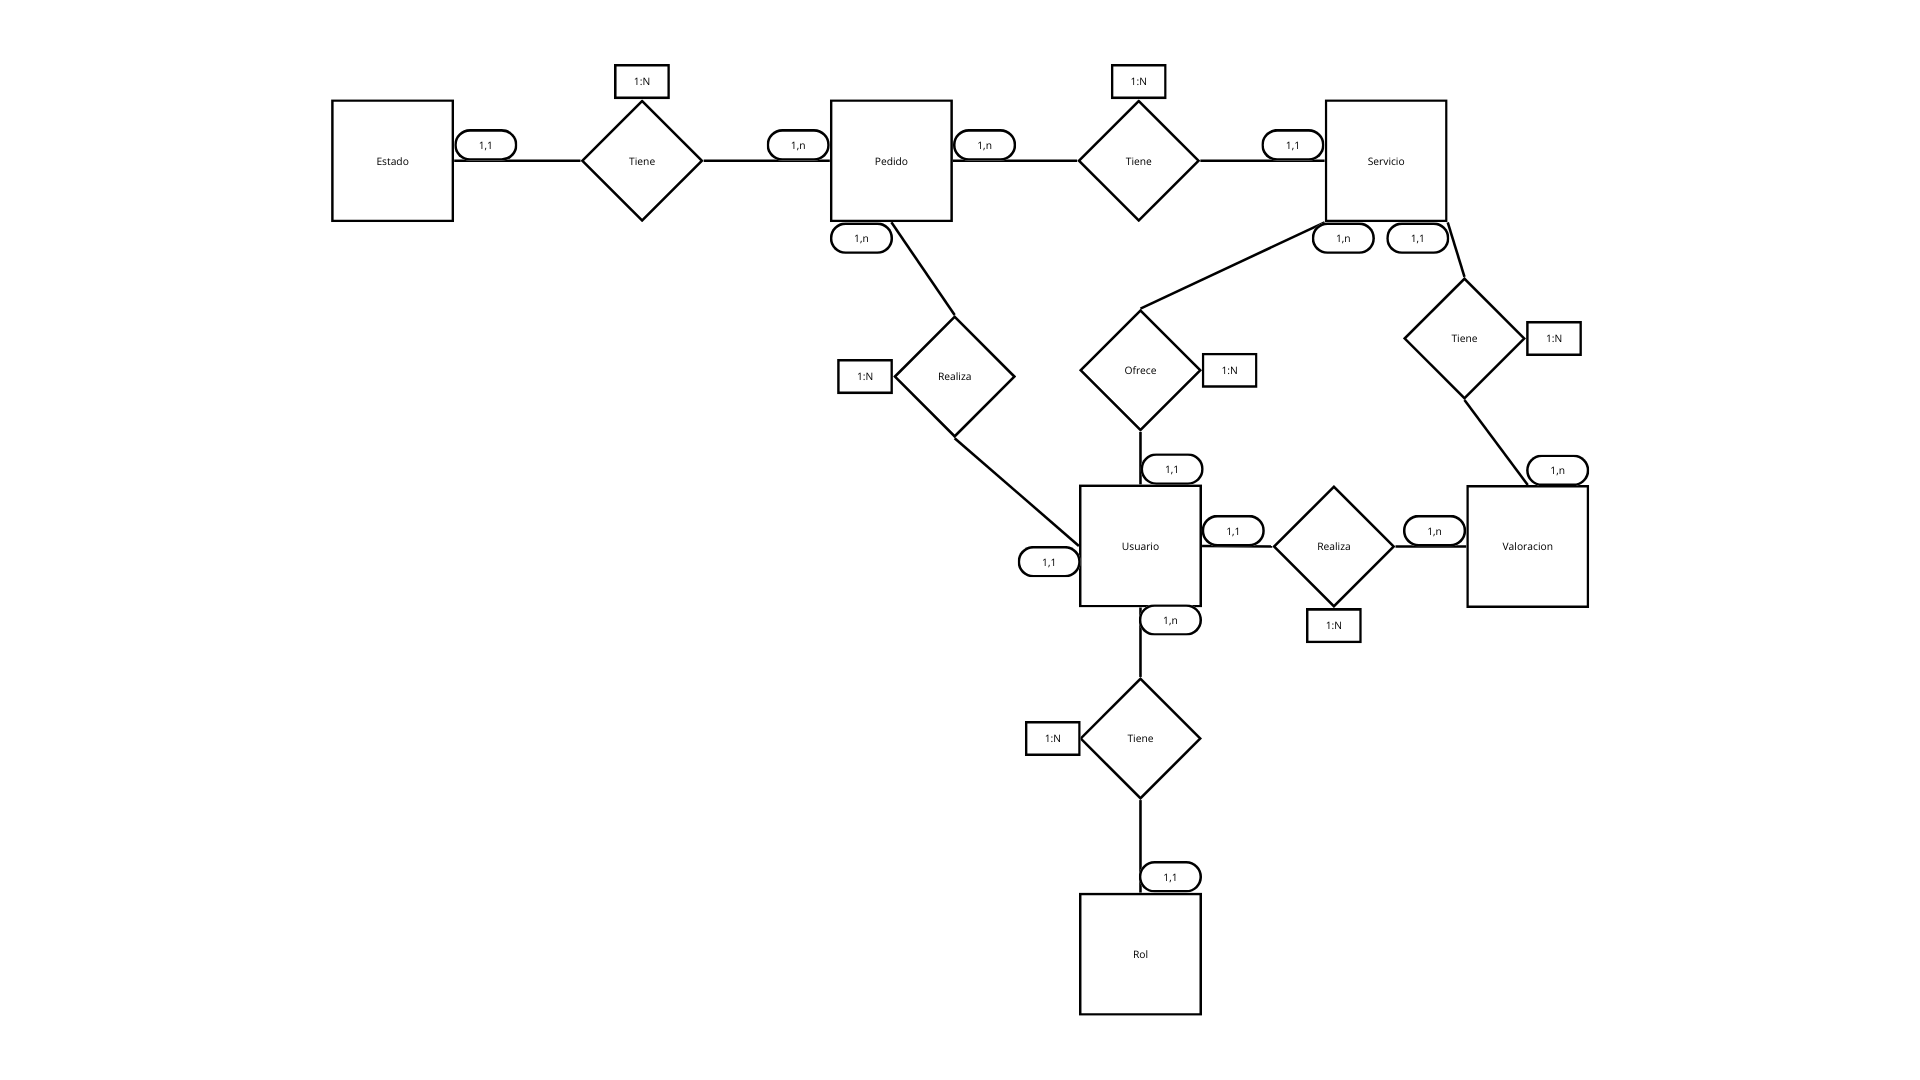 1:N
1:N
1,1
1,n
1,n
1,1
Estado
Tiene
Pedido
Tiene
Servicio
1,n
1,n
1,1
Tiene
1:N
1:N
Realiza
Ofrece
1:N
1,1
1,n
1,1
1,n
Usuario
Realiza
Valoracion
1,1
1,n
1:N
1:N
Tiene
1,1
Rol